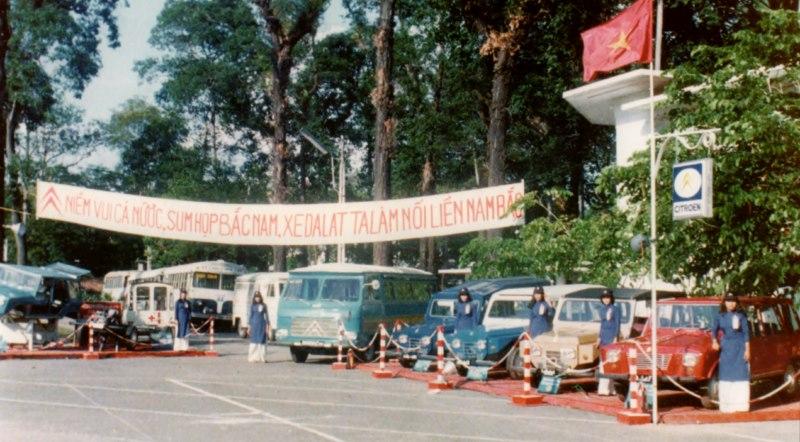 NIỀM VUI CẢ NƯỚC, SUM HỌP BẮC NAM, XE DALAT TA LÀM NỐI LIỀN NAM BẮC
CITROËN